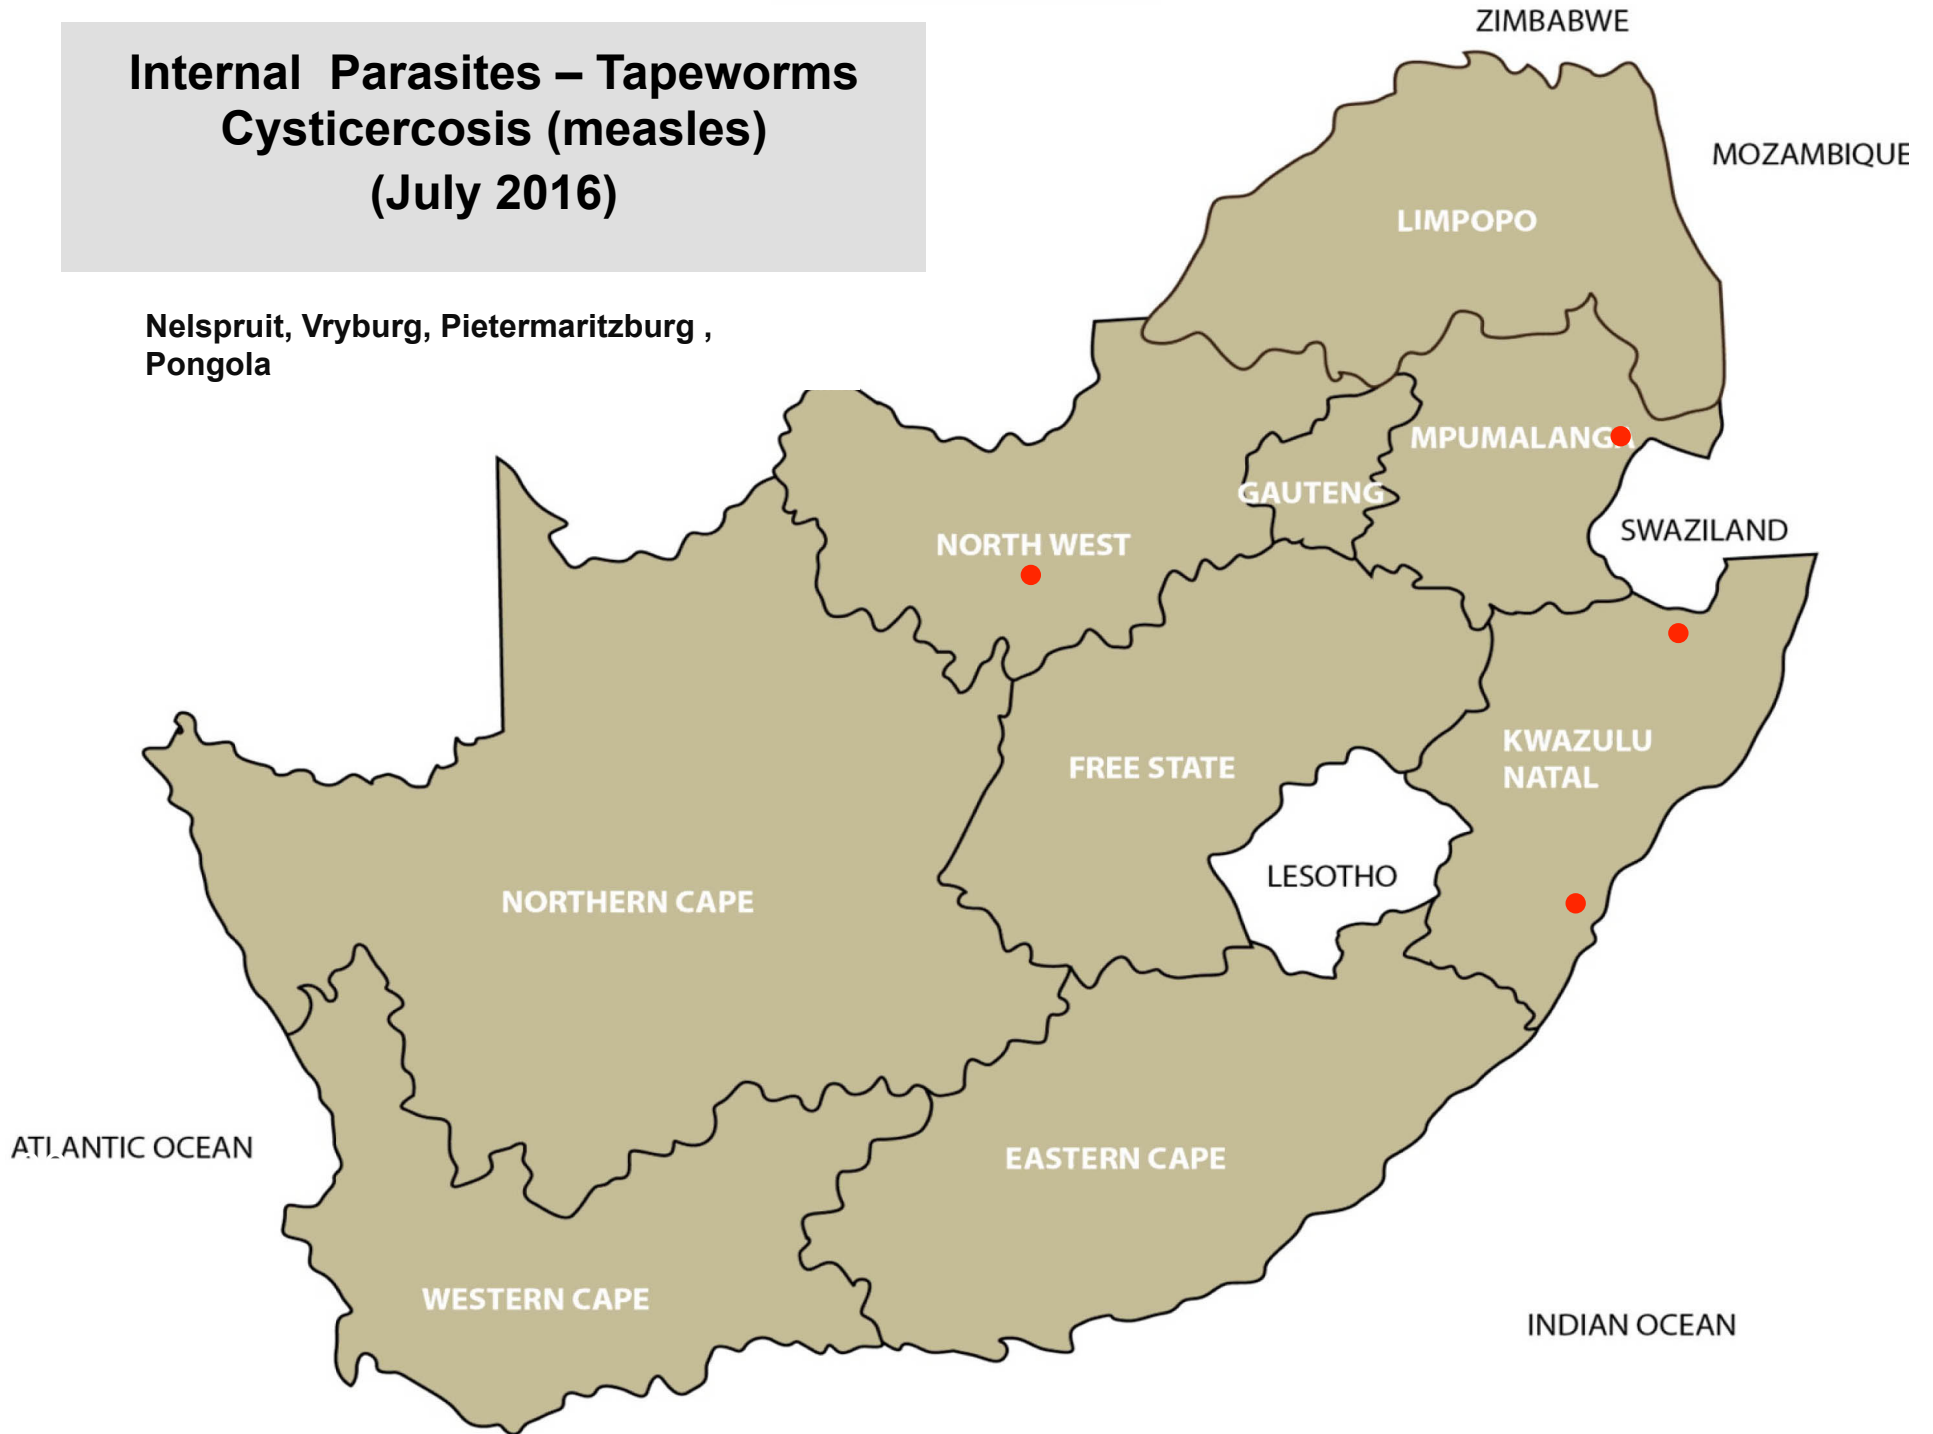 Internal Parasites – Tapeworms
Cysticercosis (measles)
(July 2016)
Nelspruit, Vryburg, Pietermaritzburg ,
Pongola
ZIMBABWE
MOZAMBIQUE
LIMPOPO
MPUMALANGA
GAUTENG
SWAZILAND
NORTH WEST
KWAZULU
NATAL
FREE STATE
LESOTHO
NORTHERN CAPE
ATLANTIC OCEAN
EASTERN CAPE
WESTERN CAPE
INDIAN OCEAN